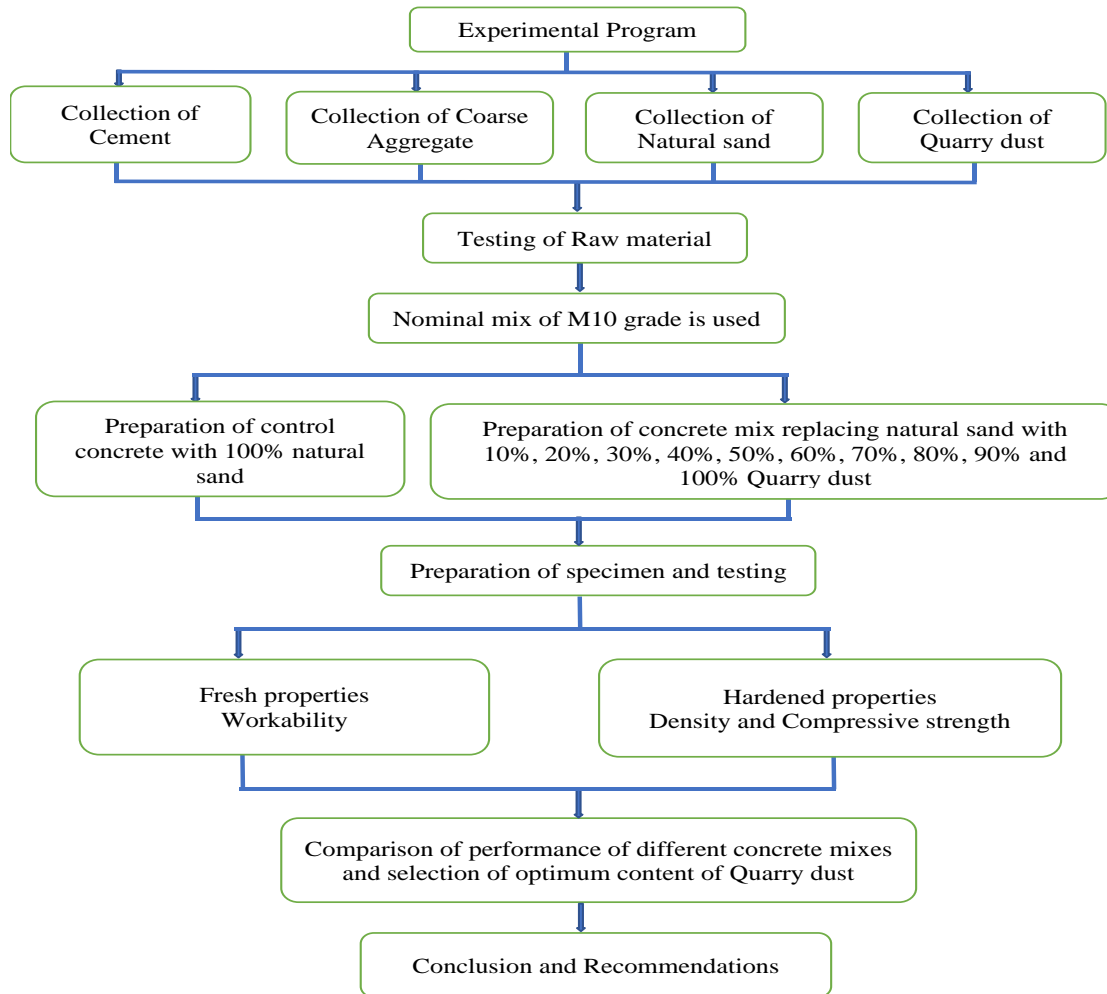 Experimental Program
Collection of
Cement
Collection of Coarse
Aggregate
Collection of
Natural sand
Collection of
Quarry dust
Testing of Raw material
Nominal mix of M10 grade is used
Preparation of control
concrete with 100% natural
sand
Preparation of concrete mix replacing natural sand with
10%, 20%, 30%, 40%, 50%, 60%, 70%, 80%, 90% and
100% Quarry dust
Preparation of specimen and testing
Fresh properties
Workability
Hardened properties
Density and Compressive strength
Comparison of performance of different concrete mixes
and selection of optimum content of Quarry dust
Conclusion and Recommendations